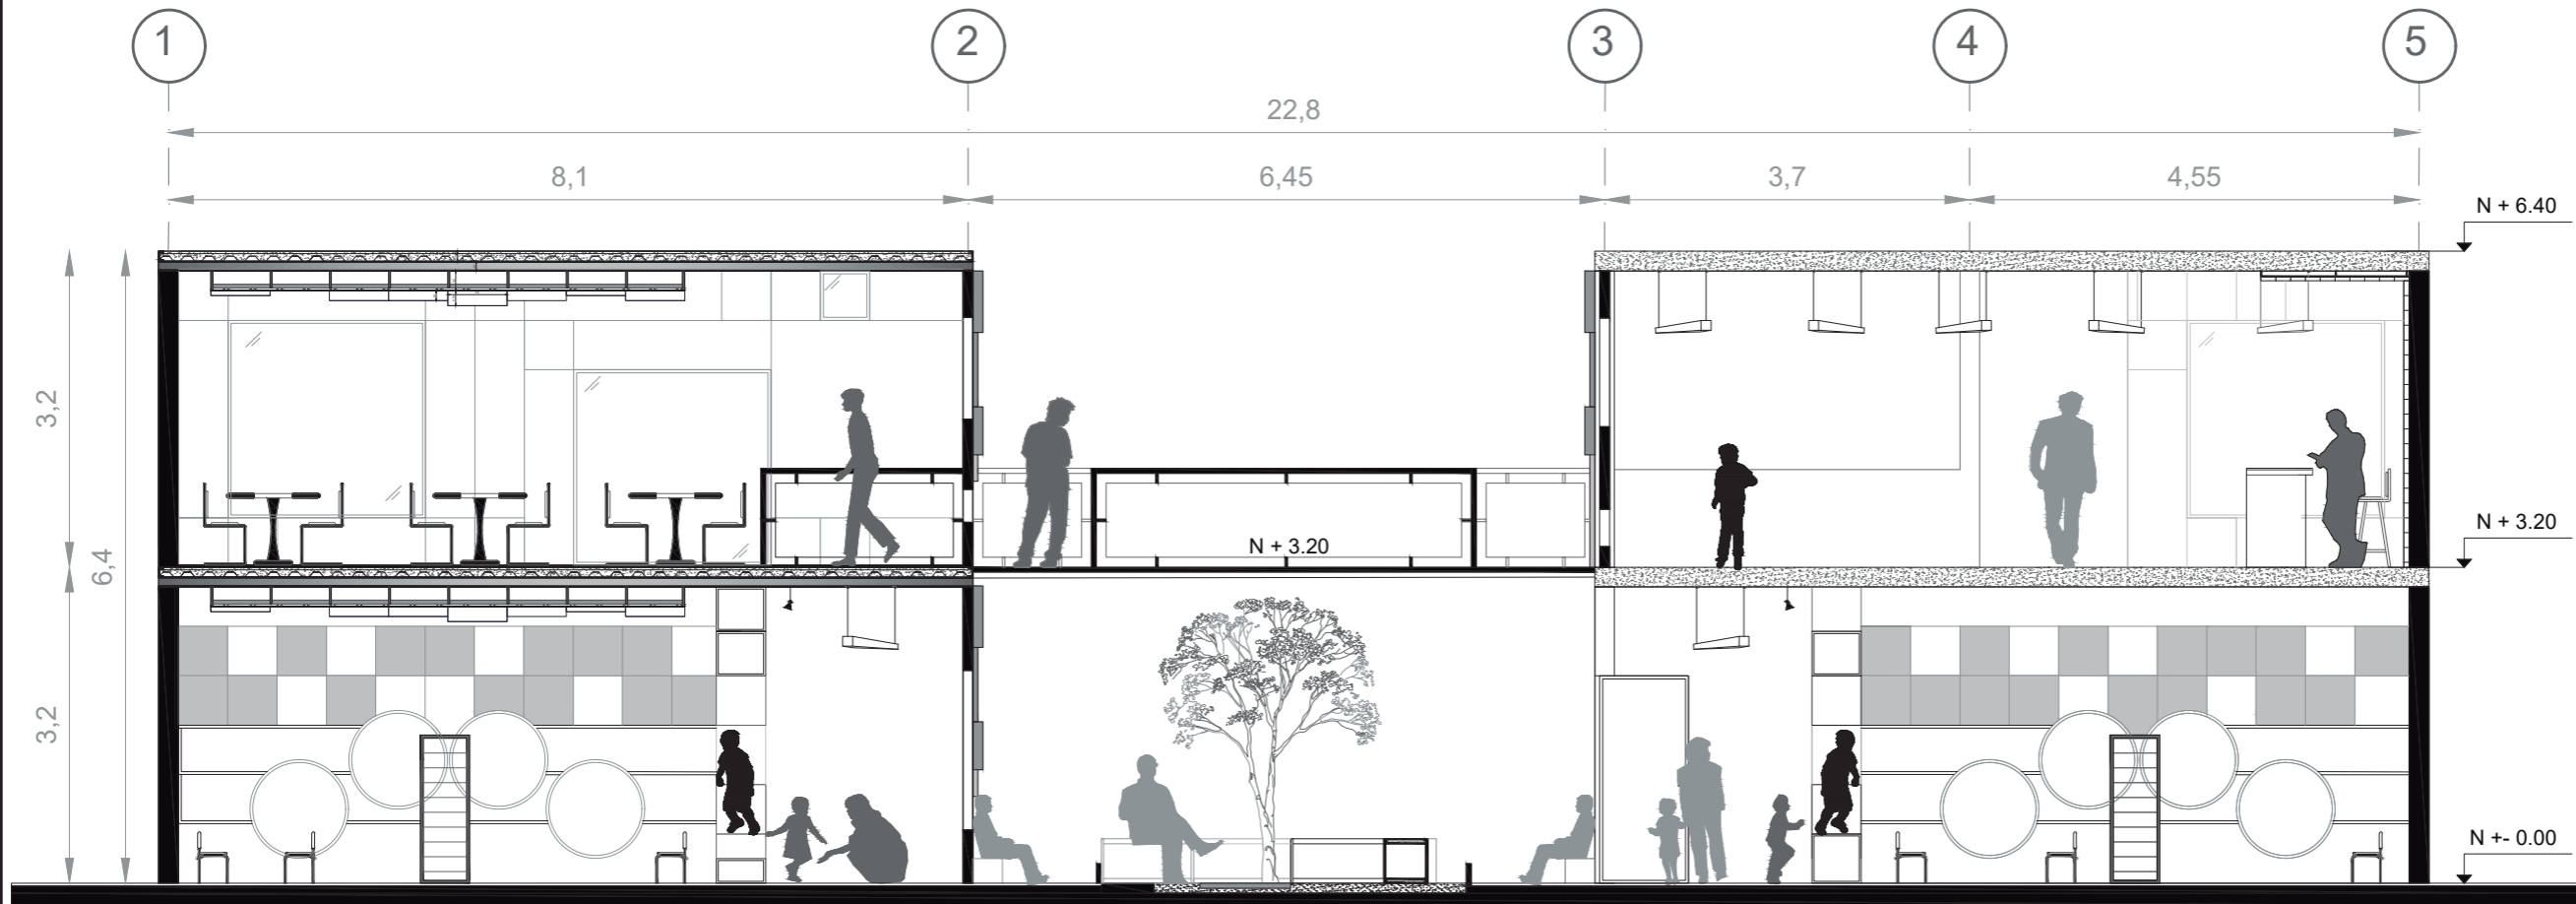 1 2 3 4 5
22,8
8,1 6,45 3,7 4,55
N + 6.40
3,2
6,4
N + 3.20
N + 3.20
3,2
N +- 0.00